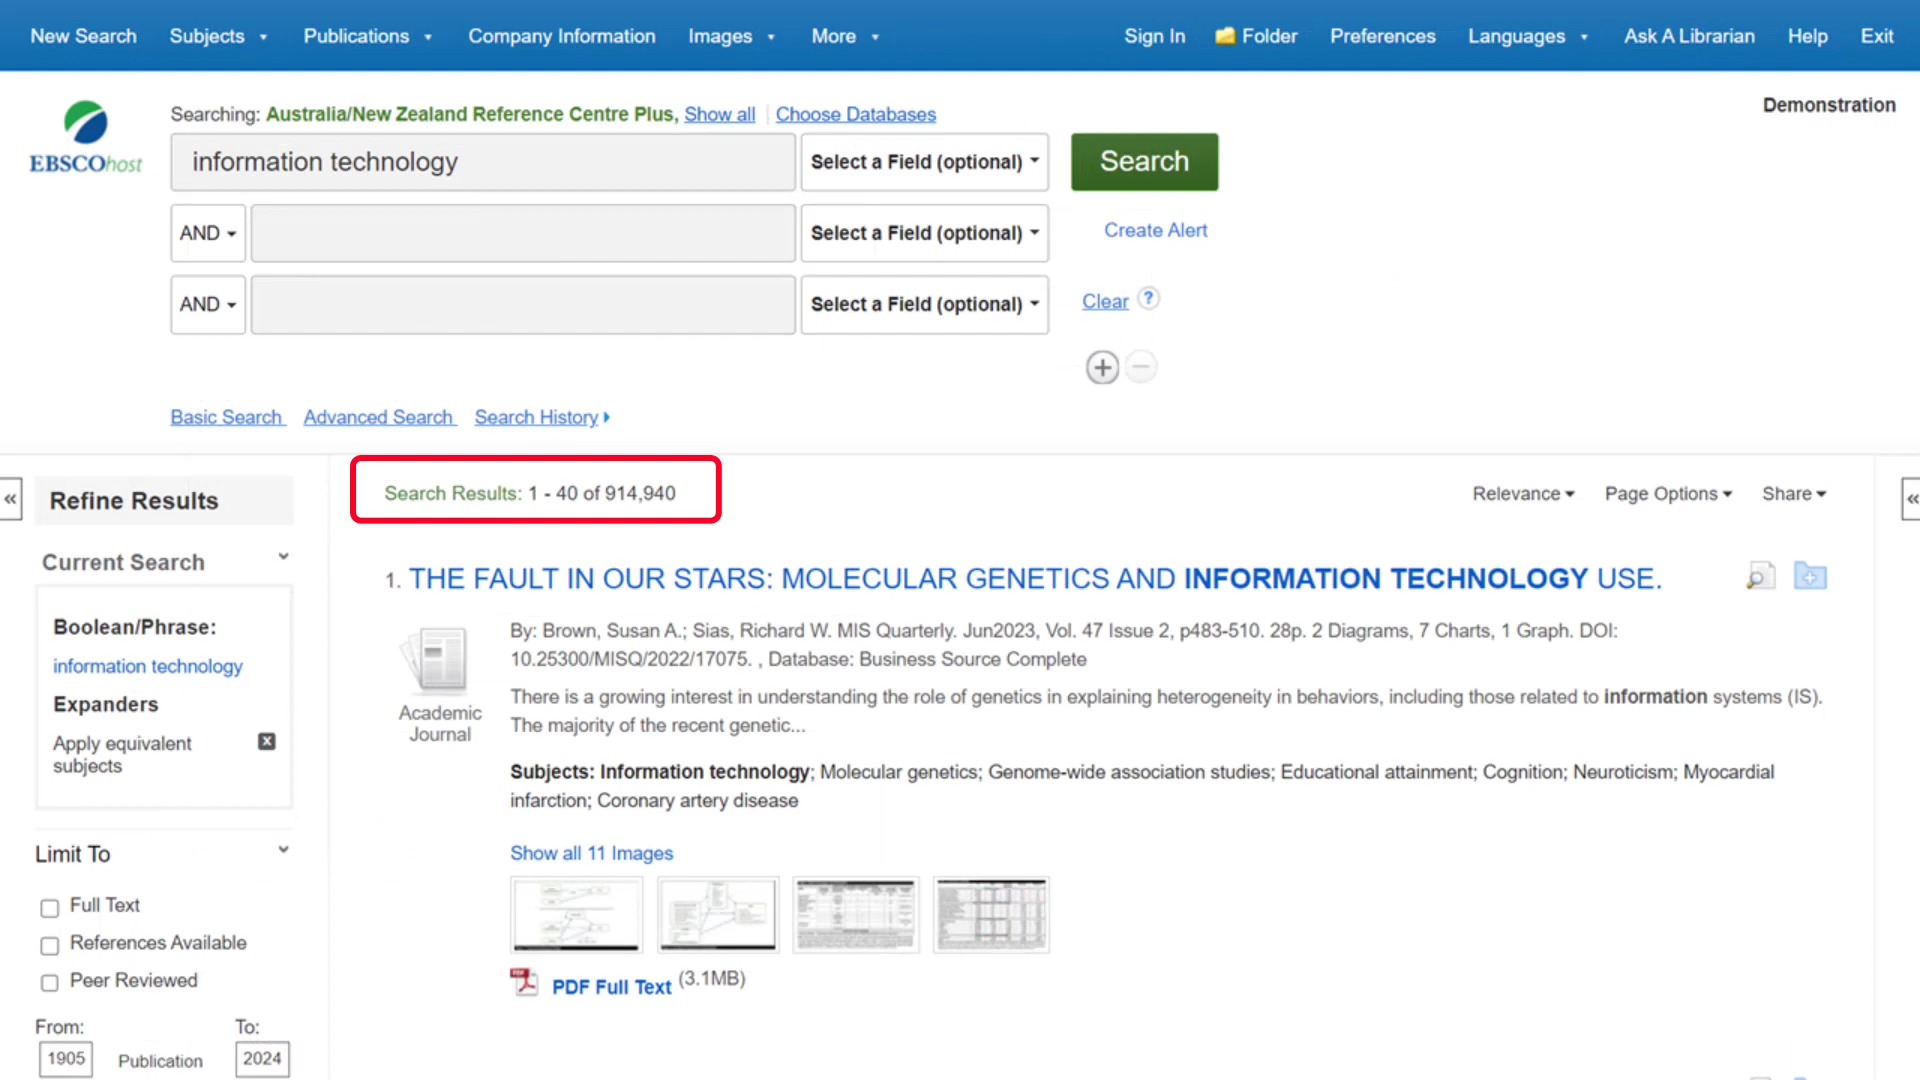 New Search Subjects Publications Company Information Images More Sign In Folder Preferences Languages Ask A Librarian Help Exit
Demonstration
EBSCOhost
Searching: Australia/New Zealand Reference Centre Plus, Show all Choose Databases
information technology Select a Field (optional) Search
AND Select a Field (optional) Create Alert
AND Select a Field (optional) Clear ?
Basic Search Advanced Search Search History
Refine Results
Current Search
Boolean/Phrase:
information technology
Expanders
Apply equivalent
subjects
Limit To
Full Text
References Available
Peer Reviewed
From: To:
1905 Publication 2024
Search Results: 1 - 40 of 914,940 Relevance Page Options Share
1. THE FAULT IN OUR STARS: MOLECULAR GENETICS AND INFORMATION TECHNOLOGY USE.
Academic
Journal
By: Brown, Susan A.; Sias, Richard W. MIS Quarterly. Jun2023, Vol. 47 Issue 2, p483-510. 28p. 2 Diagrams, 7 Charts, 1 Graph. DOI:
10.25300/MISQ/2022/17075. , Database: Business Source Complete
There is a growing interest in understanding the role of genetics in explaining heterogeneity in behaviors, including those related to information systems (IS).
The majority of the recent genetic...
Subjects: Information technology; Molecular genetics; Genome-wide association studies; Educational attainment; Cognition; Neuroticism; Myocardial
infarction; Coronary artery disease
Show all 11 Images
PDF Full Text (3.1MB)